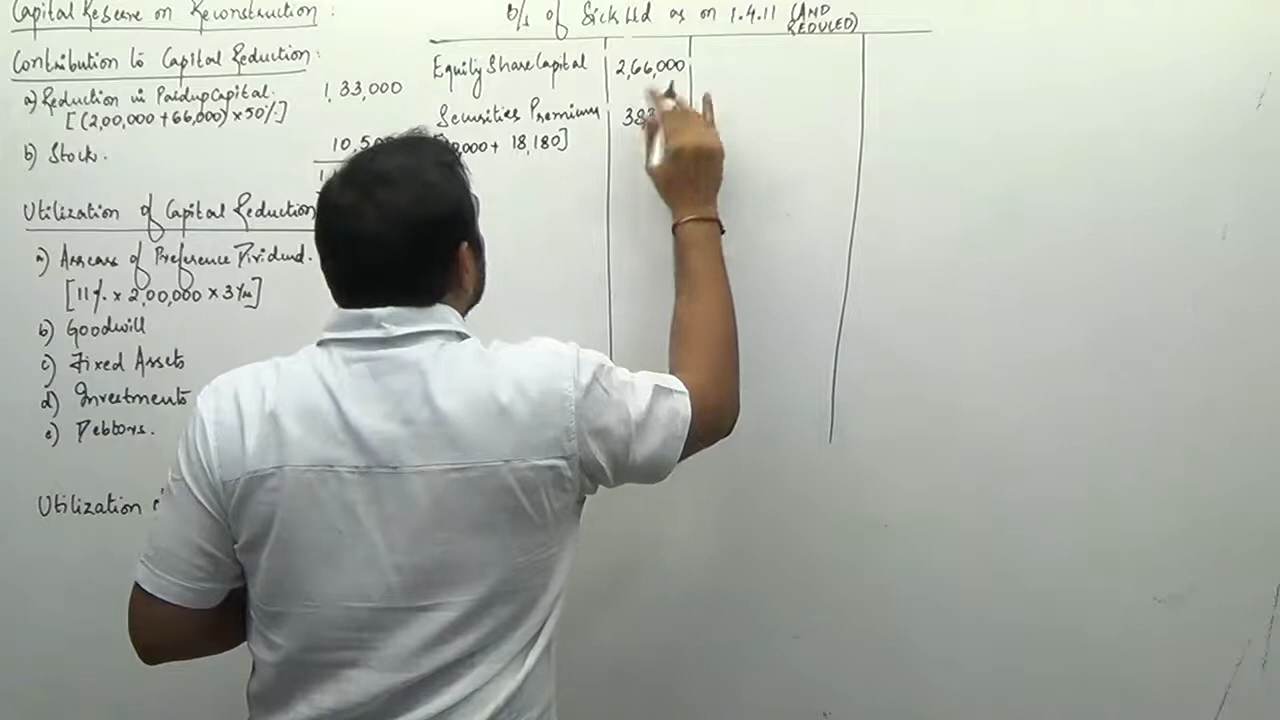 Capital Reserve on Reconstruction :
Contribution to Capital Reduction :
a) Reduction in Paidup Capital. 1,33,000
[(2,00,000 + 66,000) × 50%]
b) Stock.
Utilization of Capital Reduction
a) Arrears of Preference Dividend.
[11% × 2,00,000 × 3 Yrs]
b) Goodwill
c) Fixed Assets
d) Investments
e) Debtors.
Utilization
B/S of Sick Ltd as on 1.4.11 (AND REDUCED)
Equity Share Capital 2,66,000
Securities Premium
+ 18,180]